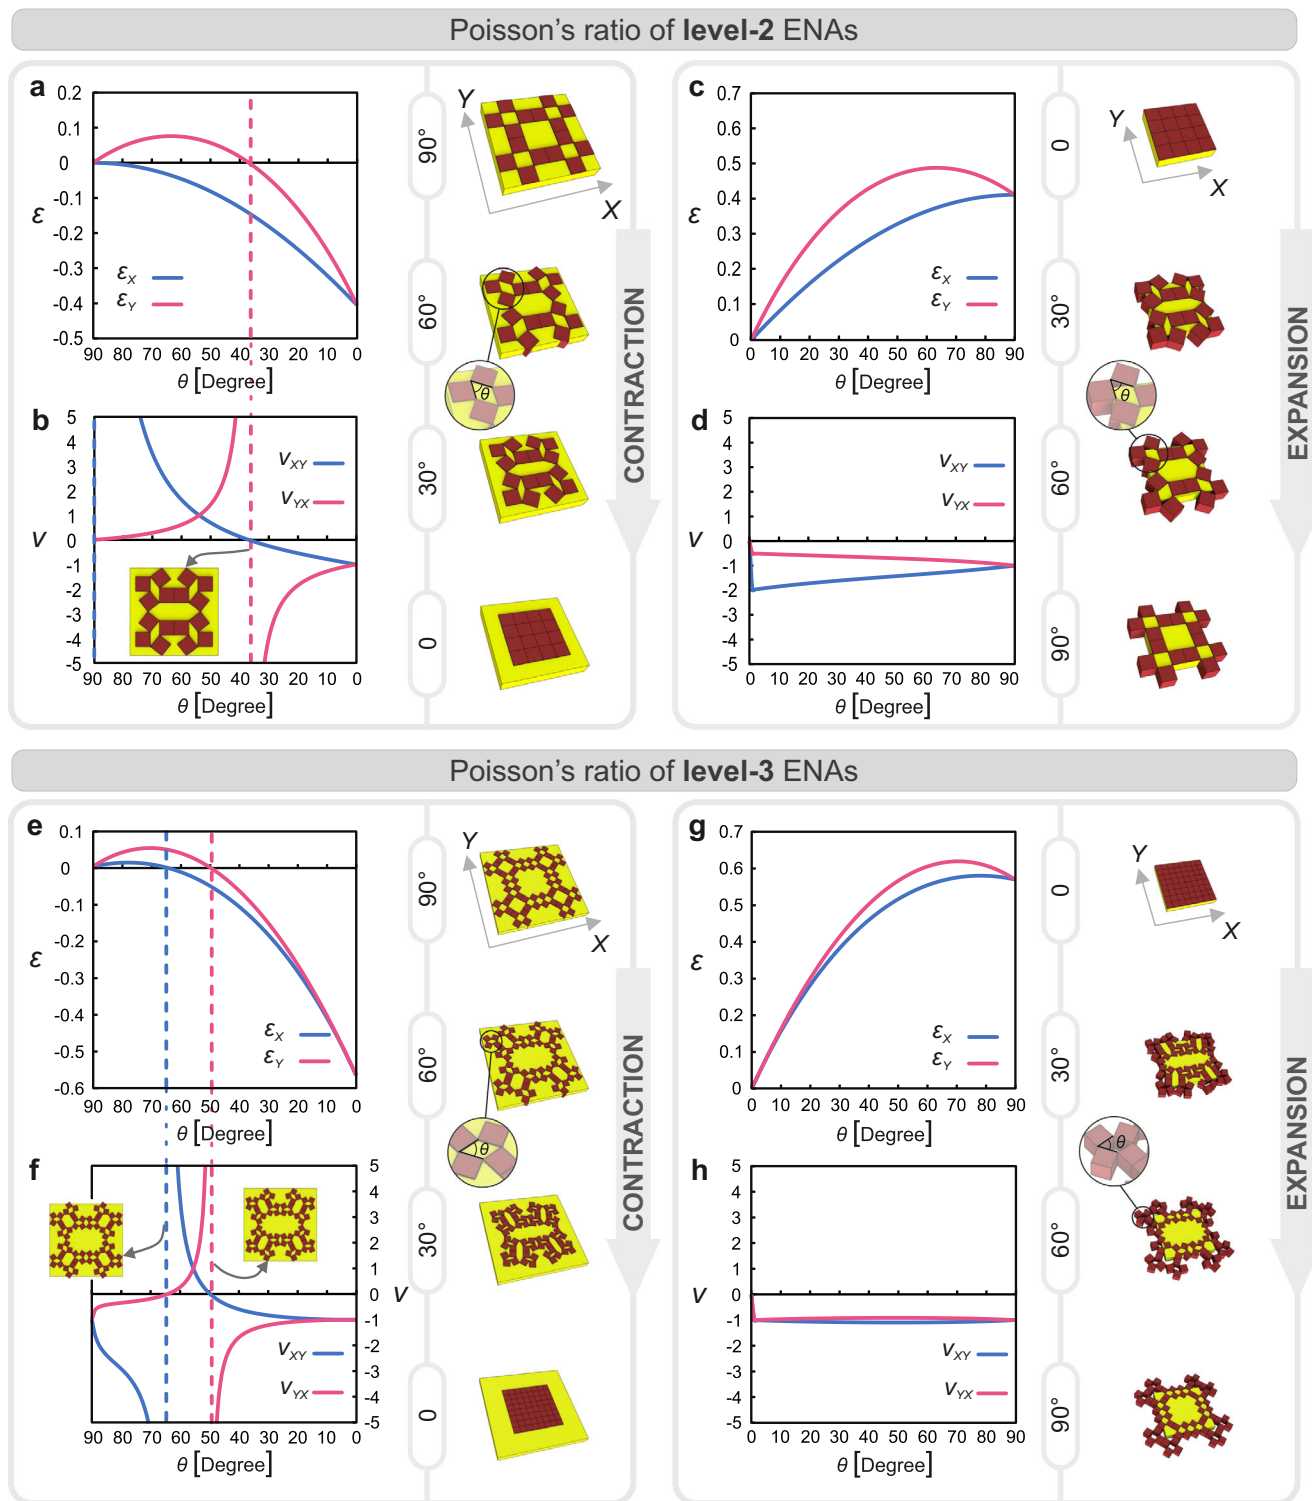 Poisson's ratio of level-2 ENAs
a
0.2
0.1
0
-0.1
-0.2
-0.3
-0.4
-0.5
ε
εX
εY
90 80 70 60 50 40 30 20 10 0
θ [Degree]
b
5
4
3
2
1
0
-1
-2
-3
-4
-5
ν
νXY
νYX
90 80 70 60 50 40 30 20 10 0
θ [Degree]
90°
60°
30°
0
Y
X
θ
CONTRACTION
c
0.7
0.6
0.5
0.4
0.3
0.2
0.1
0
ε
εX
εY
0 10 20 30 40 50 60 70 80 90
θ [Degree]
d
5
4
3
2
1
0
-1
-2
-3
-4
-5
ν
νXY
νYX
0 10 20 30 40 50 60 70 80 90
θ [Degree]
0
30°
60°
90°
Y
X
θ
EXPANSION
Poisson's ratio of level-3 ENAs
e
0.1
0
-0.1
-0.2
-0.3
-0.4
-0.5
-0.6
ε
εX
εY
90 80 70 60 50 40 30 20 10 0
θ [Degree]
f
5
4
3
2
1
0
-1
-2
-3
-4
-5
ν
νXY
νYX
90 80 70 60 50 40 30 20 10 0
θ [Degree]
90°
60°
30°
0
Y
X
θ
CONTRACTION
g
0.7
0.6
0.5
0.4
0.3
0.2
0.1
0
ε
εX
εY
0 10 20 30 40 50 60 70 80 90
θ [Degree]
h
5
4
3
2
1
0
-1
-2
-3
-4
-5
ν
νXY
νYX
0 10 20 30 40 50 60 70 80 90
θ [Degree]
0
30°
60°
90°
Y
X
θ
EXPANSION